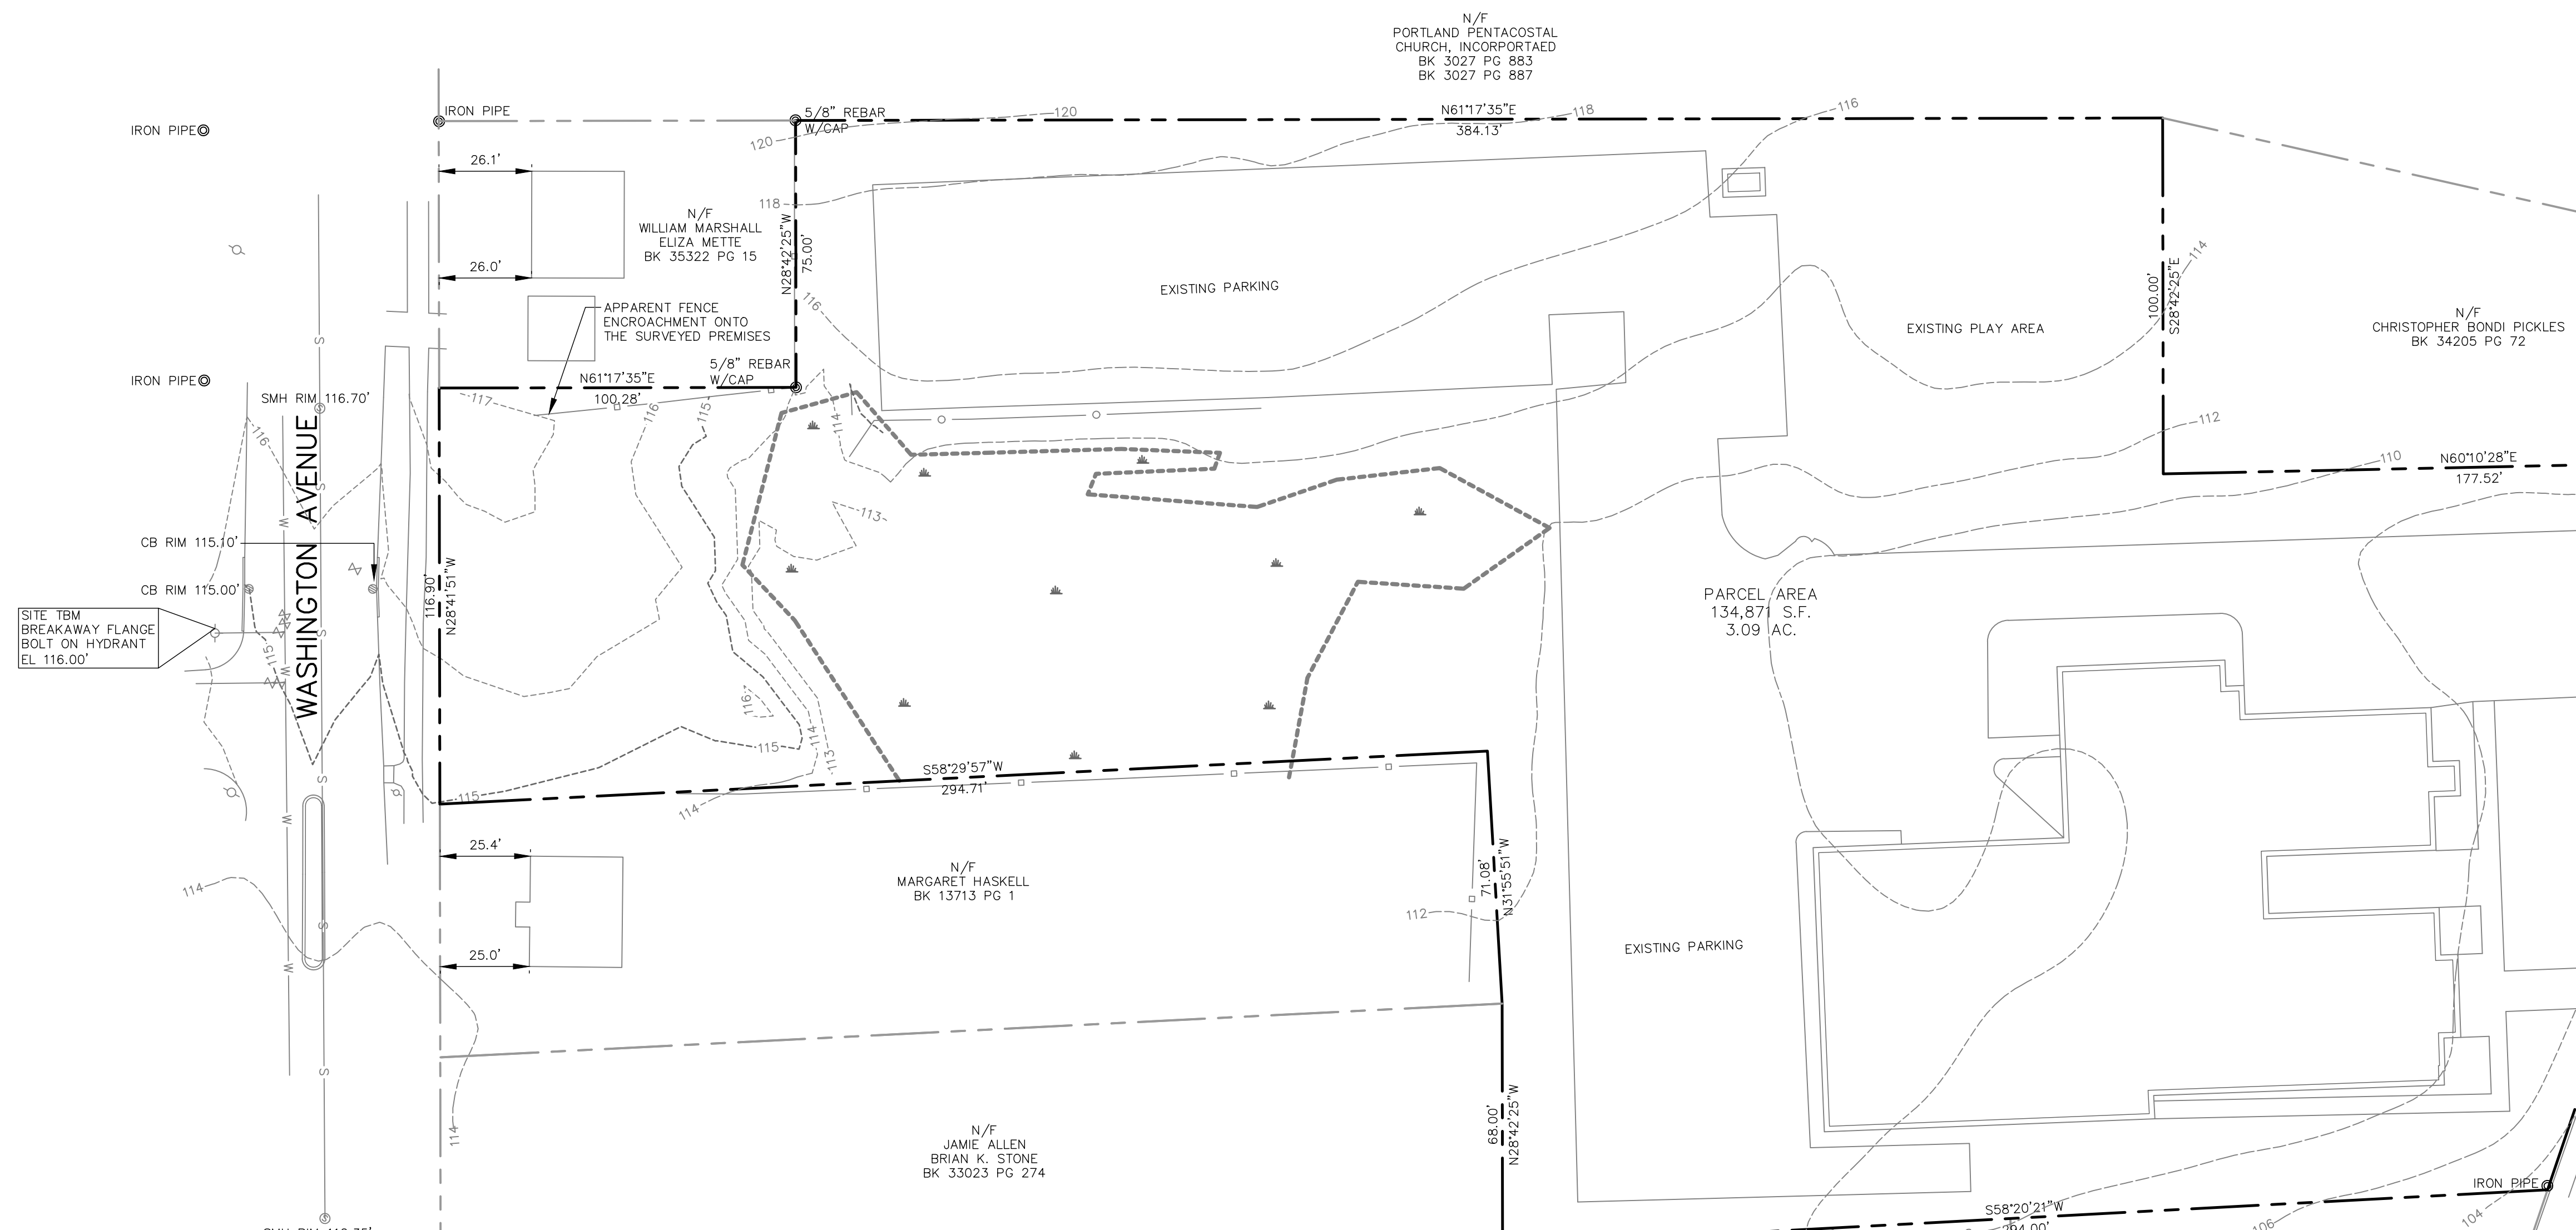 N/F
PORTLAND PENTACOSTAL
CHURCH, INCORPORTAED
BK 3027 PG 883
BK 3027 PG 887
IRON PIPE
IRON PIPE
5/8" REBAR
W/CAP
120
120
N61°17'35"E
384.13'
118
116
26.1'
118
N/F
WILLIAM MARSHALL
ELIZA METTE
BK 35322 PG 15
N28°42'25"W
75.00'
26.0'
EXISTING PARKING
116
APPARENT FENCE
ENCROACHMENT ONTO
THE SURVEYED PREMISES
114
100.00'
S28°42'25"E
EXISTING PLAY AREA
N/F
CHRISTOPHER BONDI PICKLES
BK 34205 PG 72
5/8" REBAR
W/CAP
IRON PIPE
N61°17'35"E
100.28'
SMH RIM 116.70'
117
116
115
114
116
112
110
N60°10'28"E
177.52'
WASHINGTON AVENUE
S
S
S
S
S
S
W
W
W
W
113
CB RIM 115.10'
CB RIM 115.00'
116.90'
N28°41'51"W
SITE TBM
BREAKAWAY FLANGE
BOLT ON HYDRANT
EL 116.00'
115
PARCEL AREA
134,871 S.F.
3.09 AC.
116
115
114
113
S58°29'57"W
294.71'
115
114
25.4'
N/F
MARGARET HASKELL
BK 13713 PG 1
71.08'
N31°55'51"W
114
112
25.0'
EXISTING PARKING
114
N/F
JAMIE ALLEN
BRIAN K. STONE
BK 33023 PG 274
68.00'
N28°42'25"W
IRON PIPE
S58°20'21"W
294.00'
106
104